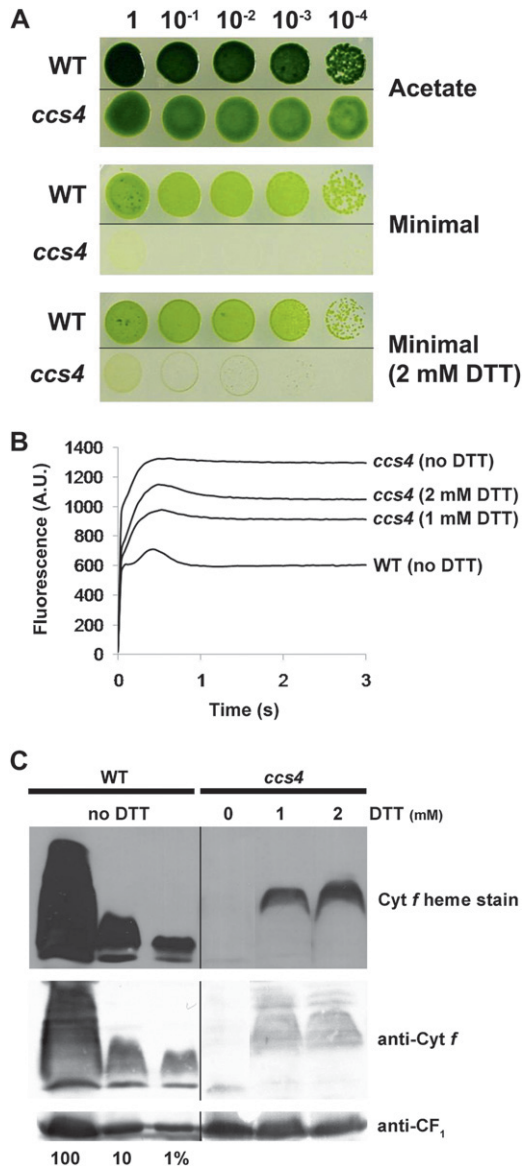 A
1 10⁻¹ 10⁻² 10⁻³ 10⁻⁴
WT
ccs4
Acetate
WT
ccs4
Minimal
WT
ccs4
Minimal
(2 mM DTT)
B
Fluorescence (A.U.)
1400
1200
1000
800
600
400
200
0
ccs4 (no DTT)
ccs4 (2 mM DTT)
ccs4 (1 mM DTT)
WT (no DTT)
0 1 2 3
Time (s)
C
WT ccs4
no DTT 0 1 2 DTT (mM)
Cyt f heme stain
anti-Cyt f
anti-CF₁
100 10 1%